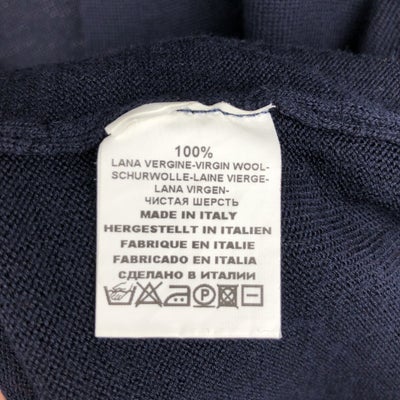 100%
LANA VERGINE-VIRGIN WOOL-
SCHURWOLLE-LAINE VIERGE-
LANA VIRGEN-
ЧИСТАЯ ШЕРСТЬ
MADE IN ITALY
HERGESTELLT IN ITALIEN
FABRIQUE EN ITALIE
FABRICADO EN ITALIA
СДЕЛАНО В ИТАЛИИ
P